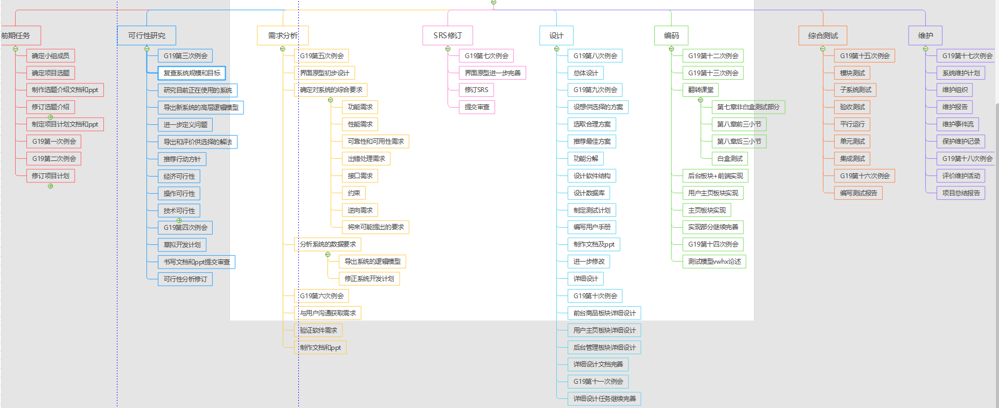 前期任务
确定小组成员
确定项目选题
制作选题介绍文档和ppt
修订选题介绍
制定项目计划文档和ppt
G19第一次例会
G19第二次例会
修订项目计划
可行性研究
G19第三次例会
复查系统规模和目标
研究目前正在使用的系统
导出新系统的高层逻辑模型
进一步定义问题
导出和评价供选择的解法
推荐行动方针
经济可行性
操作可行性
技术可行性
G19第四次例会
草拟开发计划
书写文档和ppt提交审查
可行性分析修订
需求分析
G19第五次例会
界面原型初步设计
确定对系统的综合要求
功能需求
性能需求
可靠性和可用性需求
出错处理需求
接口需求
约束
逆向需求
将来可能提出的要求
分析系统的数据要求
导出系统的逻辑模型
修正系统开发计划
G19第六次例会
与用户沟通获取需求
验证软件需求
制作文档和ppt
SRS修订
G19第七次例会
界面原型进一步完善
修订SRS
提交审查
设计
G19第八次例会
总体设计
G19第九次例会
设想供选择的方案
选取合理方案
推荐最佳方案
功能分解
设计软件结构
设计数据库
制定测试计划
编写用户手册
制作文档及ppt
进一步修改
详细设计
G19第十次例会
前台商品板块详细设计
用户主页板块详细设计
后台管理板块详细设计
详细设计文档完善
G19第十一次例会
详细设计任务继续完善
编码
G19第十二次例会
G19第十三次例会
翻转课堂
第七章非白盒测试部分
第八章前三小节
第八章后三小节
白盒测试
后台板块+前端实现
用户主页板块实现
主页板块实现
实现部分继续完善
G19第十四次例会
测试模型vwhx论述
综合测试
G19第十五次例会
模块测试
子系统测试
验收测试
平行运行
单元测试
集成测试
G19第十六次例会
编写测试报告
维护
G19第十七次例会
系统维护计划
维护组织
维护报告
维护事件流
保护维护记录
G19第十八次例会
评价维护活动
项目总结报告